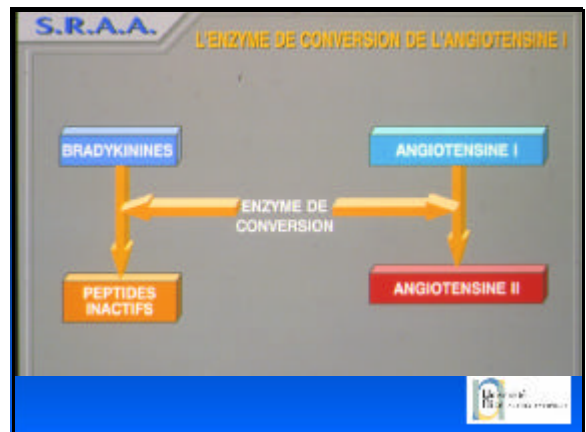 S.R.A.A.
L'ENZYME DE CONVERSION DE L'ANGIOTENSINE I
BRADYKININES
ANGIOTENSINE I
ENZYME DE
CONVERSION
PEPTIDES
INACTIFS
ANGIOTENSINE II